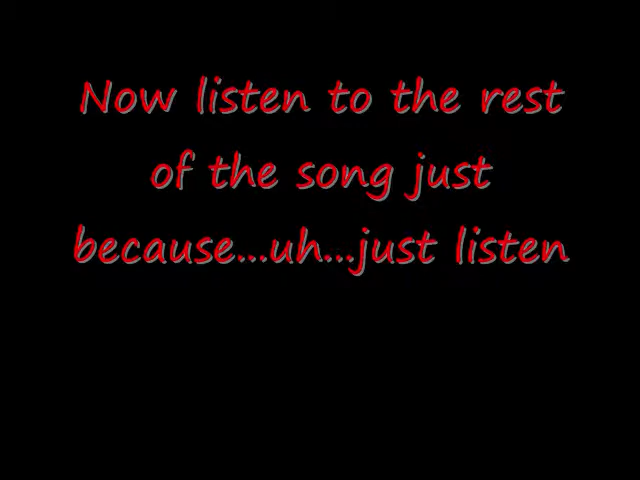 Now listen to the rest
of the song just
because...uh...just listen